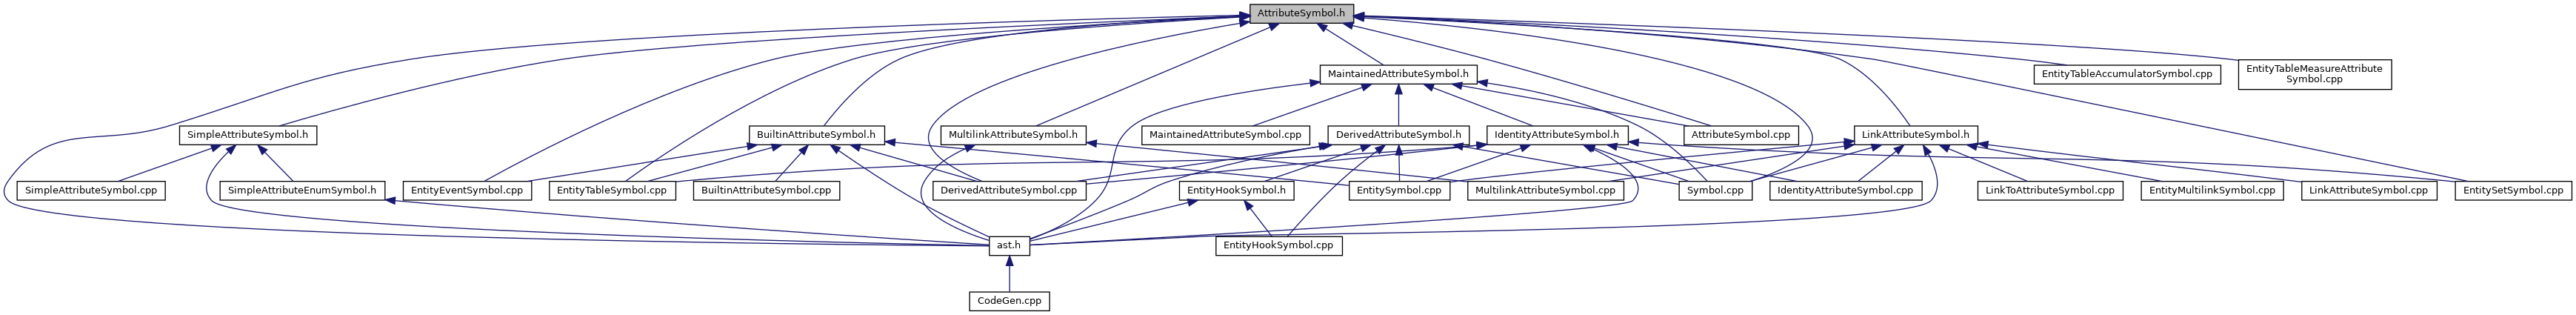 AttributeSymbol.h
MaintainedAttributeSymbol.h
EntityTableAccumulatorSymbol.cpp
EntityTableMeasureAttribute
Symbol.cpp
SimpleAttributeSymbol.h
BuiltinAttributeSymbol.h
MultilinkAttributeSymbol.h
MaintainedAttributeSymbol.cpp
DerivedAttributeSymbol.h
IdentityAttributeSymbol.h
AttributeSymbol.cpp
LinkAttributeSymbol.h
SimpleAttributeSymbol.cpp
SimpleAttributeEnumSymbol.h
EntityEventSymbol.cpp
EntityTableSymbol.cpp
BuiltinAttributeSymbol.cpp
DerivedAttributeSymbol.cpp
EntityHookSymbol.h
EntitySymbol.cpp
MultilinkAttributeSymbol.cpp
Symbol.cpp
IdentityAttributeSymbol.cpp
LinkToAttributeSymbol.cpp
EntityMultilinkSymbol.cpp
LinkAttributeSymbol.cpp
EntitySetSymbol.cpp
ast.h
EntityHookSymbol.cpp
CodeGen.cpp